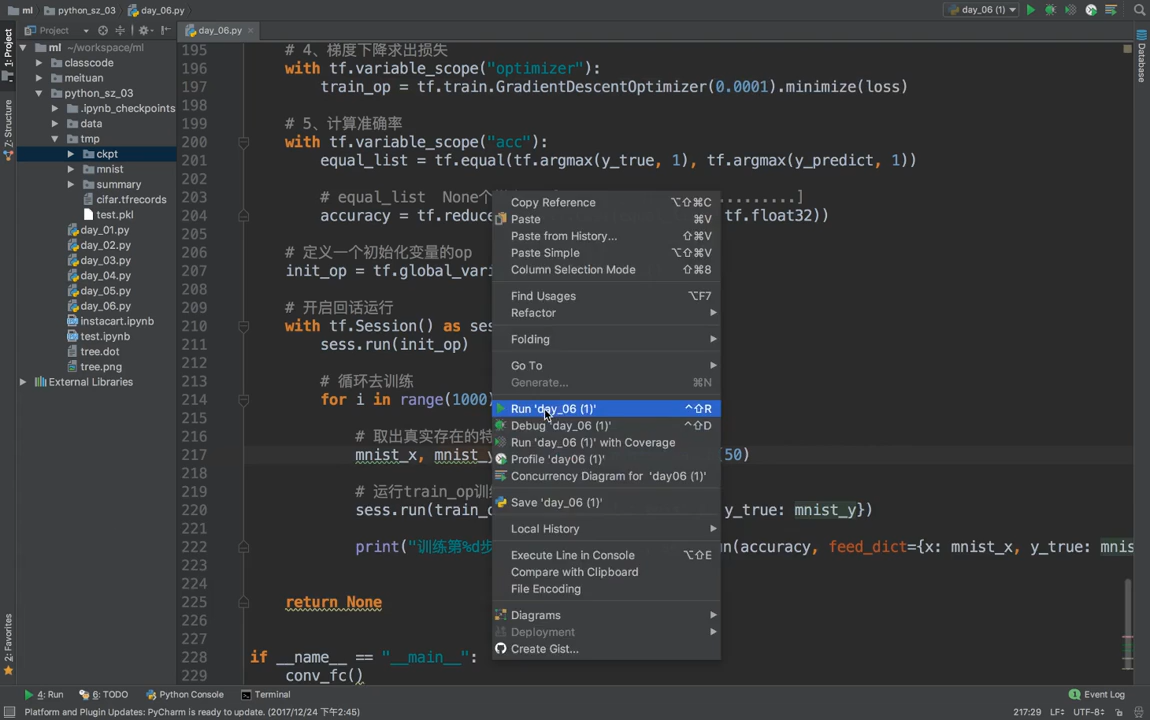 ml python_sz_03 day_06.py
day_06 (1)
Project
day_06.py
1: Project
Z: Structure
2: Favorites
Database
ml ~/workspace/ml
classcode
meituan
python_sz_03
.ipynb_checkpoints
data
tmp
ckpt
mnist
summary
cifar.tfrecords
test.pkl
day_01.py
day_02.py
day_03.py
day_04.py
day_05.py
day_06.py
instacart.ipynb
test.ipynb
tree.dot
tree.png
External Libraries
195 # 4、梯度下降求出损失
196 with tf.variable_scope("optimizer"):
197 train_op = tf.train.GradientDescentOptimizer(0.0001).minimize(loss)
198
199 # 5、计算准确率
200 with tf.variable_scope("acc"):
201 equal_list = tf.equal(tf.argmax(y_true, 1), tf.argmax(y_predict, 1))
202
203 # equal_list None个 ........]
204 accuracy = tf.reduce tf.float32))
205
206 # 定义一个初始化变量的op
207 init_op = tf.global_vari
208
209 # 开启回话运行
210 with tf.Session() as ses
211 sess.run(init_op)
212
213 # 循环去训练
214 for i in range(1000)
215
216 # 取出真实存在的特
217 mnist_x, mnist_y (50)
218
219 # 运行train_op训
220 sess.run(train_o y_true: mnist_y})
221
222 print("训练第%d步 n(accuracy, feed_dict={x: mnist_x, y_true: mnis
223
224
225 return None
226
227
228 if __name__ == "__main__":
229 conv_fc()
Copy Reference ⌥⇧⌘C
Paste ⌘V
Paste from History... ⇧⌘V
Paste Simple ⌥⇧⌘V
Column Selection Mode ⇧⌘8
Find Usages ⌥F7
Refactor
Folding
Go To
Generate... ⌘N
Run 'day_06 (1)' ^⇧R
Debug 'day_06 (1)' ^⇧D
Run 'day_06 (1)' with Coverage
Profile 'day06 (1)'
Concurrency Diagram for 'day06 (1)'
Save 'day_06 (1)'
Local History
Execute Line in Console ⌥⇧E
Compare with Clipboard
File Encoding
Diagrams
Deployment
Create Gist...
4: Run 6: TODO Python Console Terminal 1 Event Log
Platform and Plugin Updates: PyCharm is ready to update. (2017/12/24 下午2:45) 217:29 LF÷ UTF-8÷